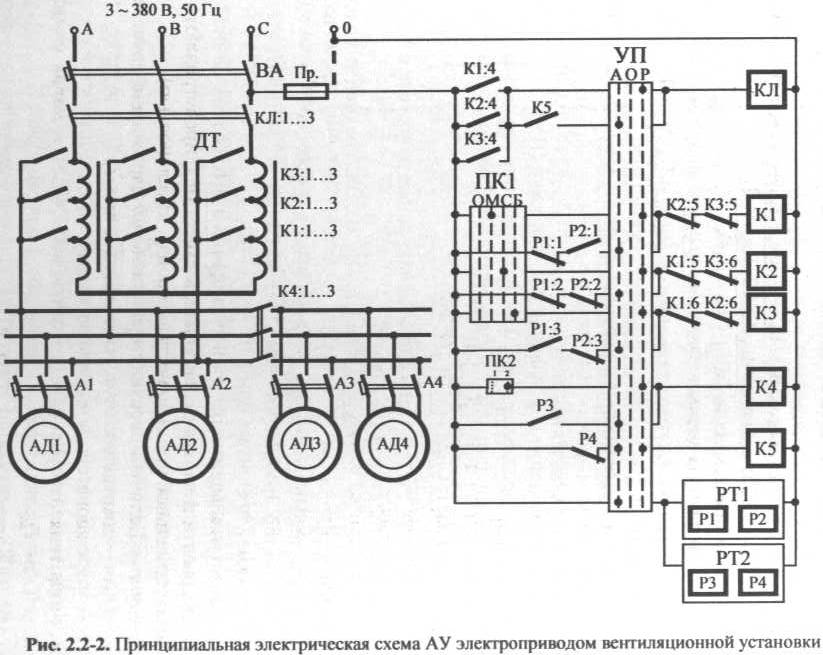 3 ~ 380 В, 50 Гц
А В С 0
ВА Пр.
КЛ:1...3
ДТ
К3:1...3
К2:1...3
К1:1...3
К4:1...3
А1 А2 А3 А4
АД1 АД2 АД3 АД4
УП
А О Р
К1:4
К2:4
К5
К3:4
КЛ
ПК1
ОМСБ
К2:5 К3:5
К1
Р1:1
Р2:1
К1:5 К3:6
К2
Р1:2 Р2:2
К1:6 К2:6
К3
Р1:3
Р2:3
ПК2
1 2
К4
Р3
Р4
К5
РТ1
Р1 Р2
РТ2
Р3 Р4
Рис. 2.2-2. Принципиальная электрическая схема АУ электроприводом вентиляционной установки